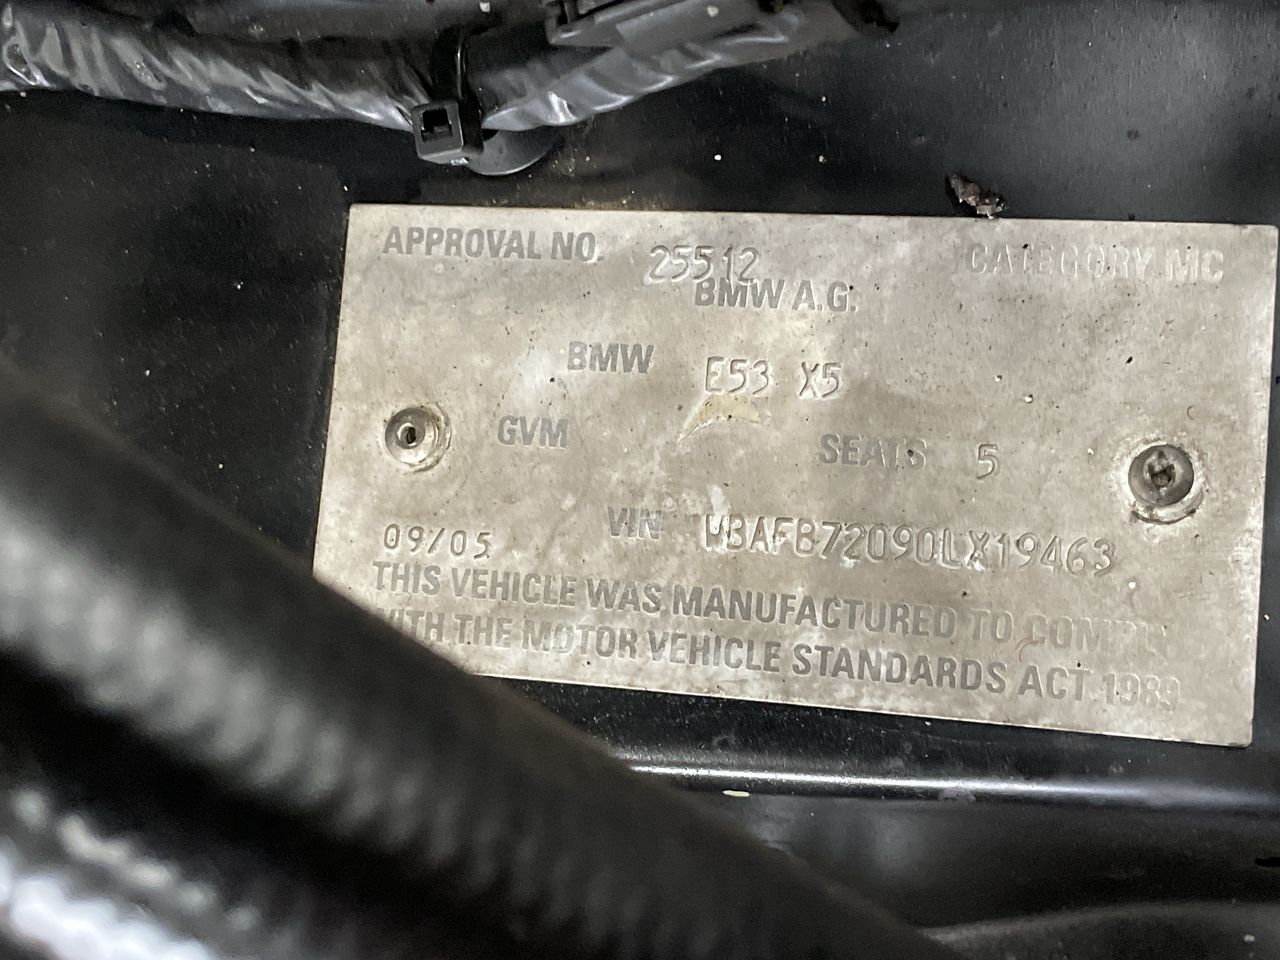 APPROVAL NO. 25512 CATEGORY MC
BMW A.G.
BMW E53 X5
GVM SEATS 5
09/05 VIN WBAFB72090LX19463
THIS VEHICLE WAS MANUFACTURED TO COMPLY
WITH THE MOTOR VEHICLE STANDARDS ACT 1989